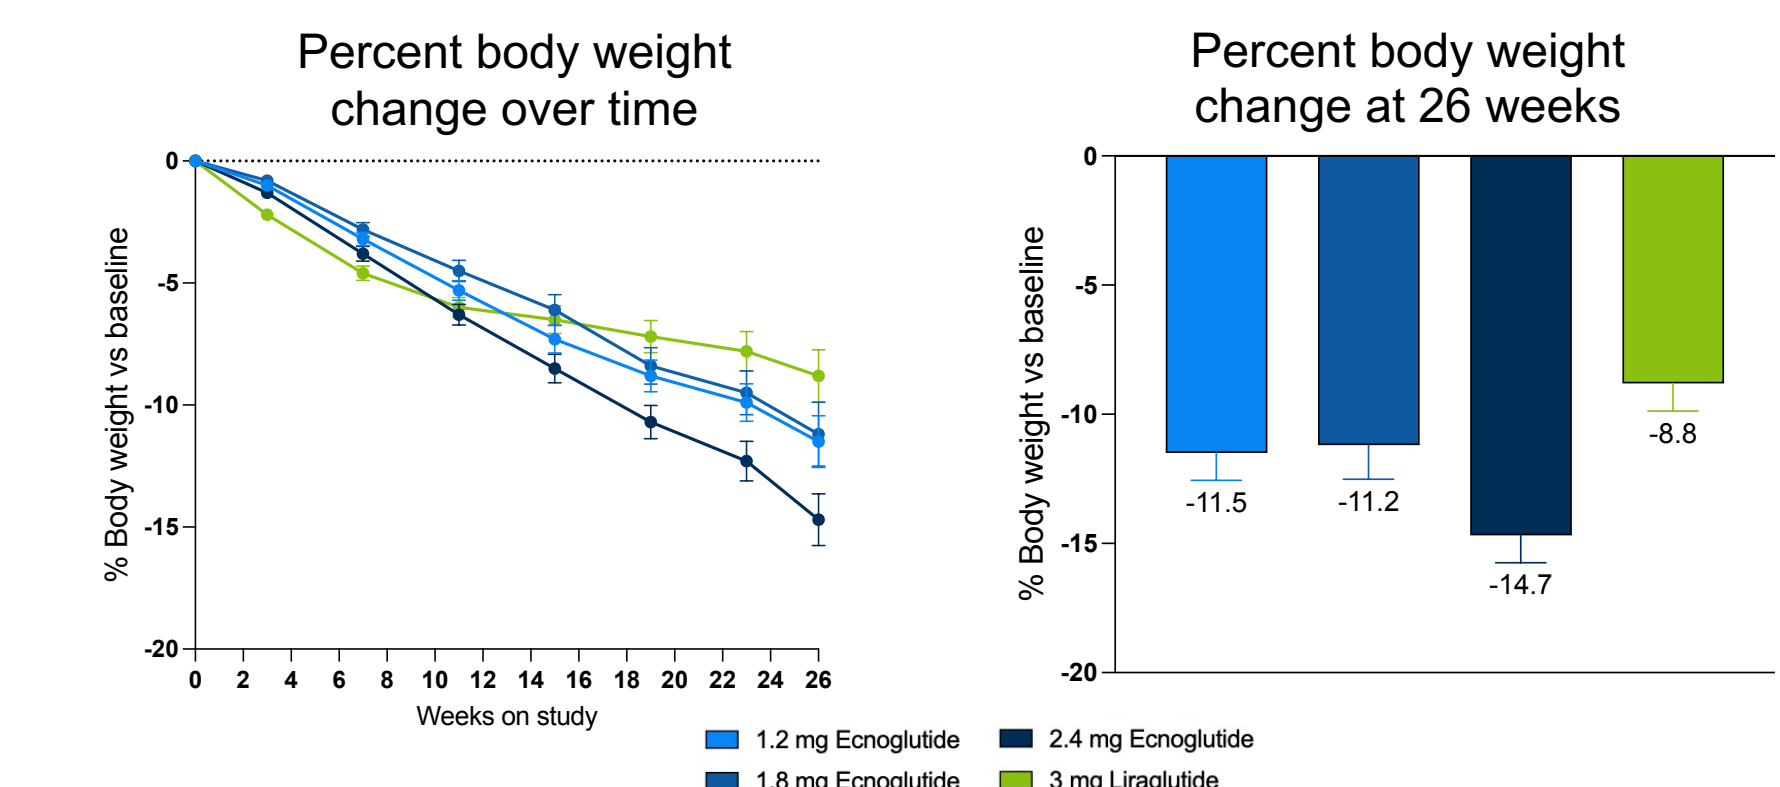 Percent body weight
change over time
% Body weight vs baseline
0
-5
-10
-15
-20
0 2 4 6 8 10 12 14 16 18 20 22 24 26
Weeks on study
Percent body weight
change at 26 weeks
% Body weight vs baseline
0
-5
-10
-15
-20
-11.5
-11.2
-14.7
-8.8
1.2 mg Ecnoglutide
2.4 mg Ecnoglutide
1.8 mg Ecnoglutide
3 mg Liraglutide